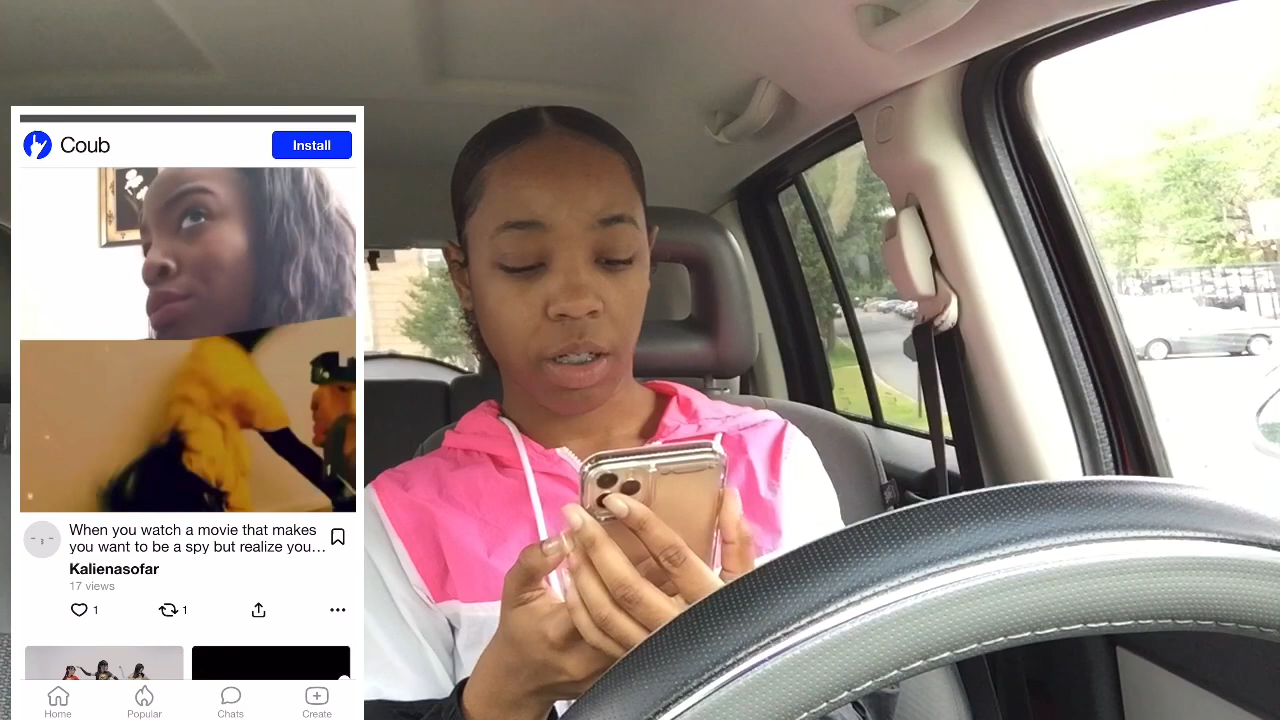 Coub
Install
When you watch a movie that makes
you want to be a spy but realize you...
Kalienasofar
17 views
1
1
Home
Popular
Chats
Create